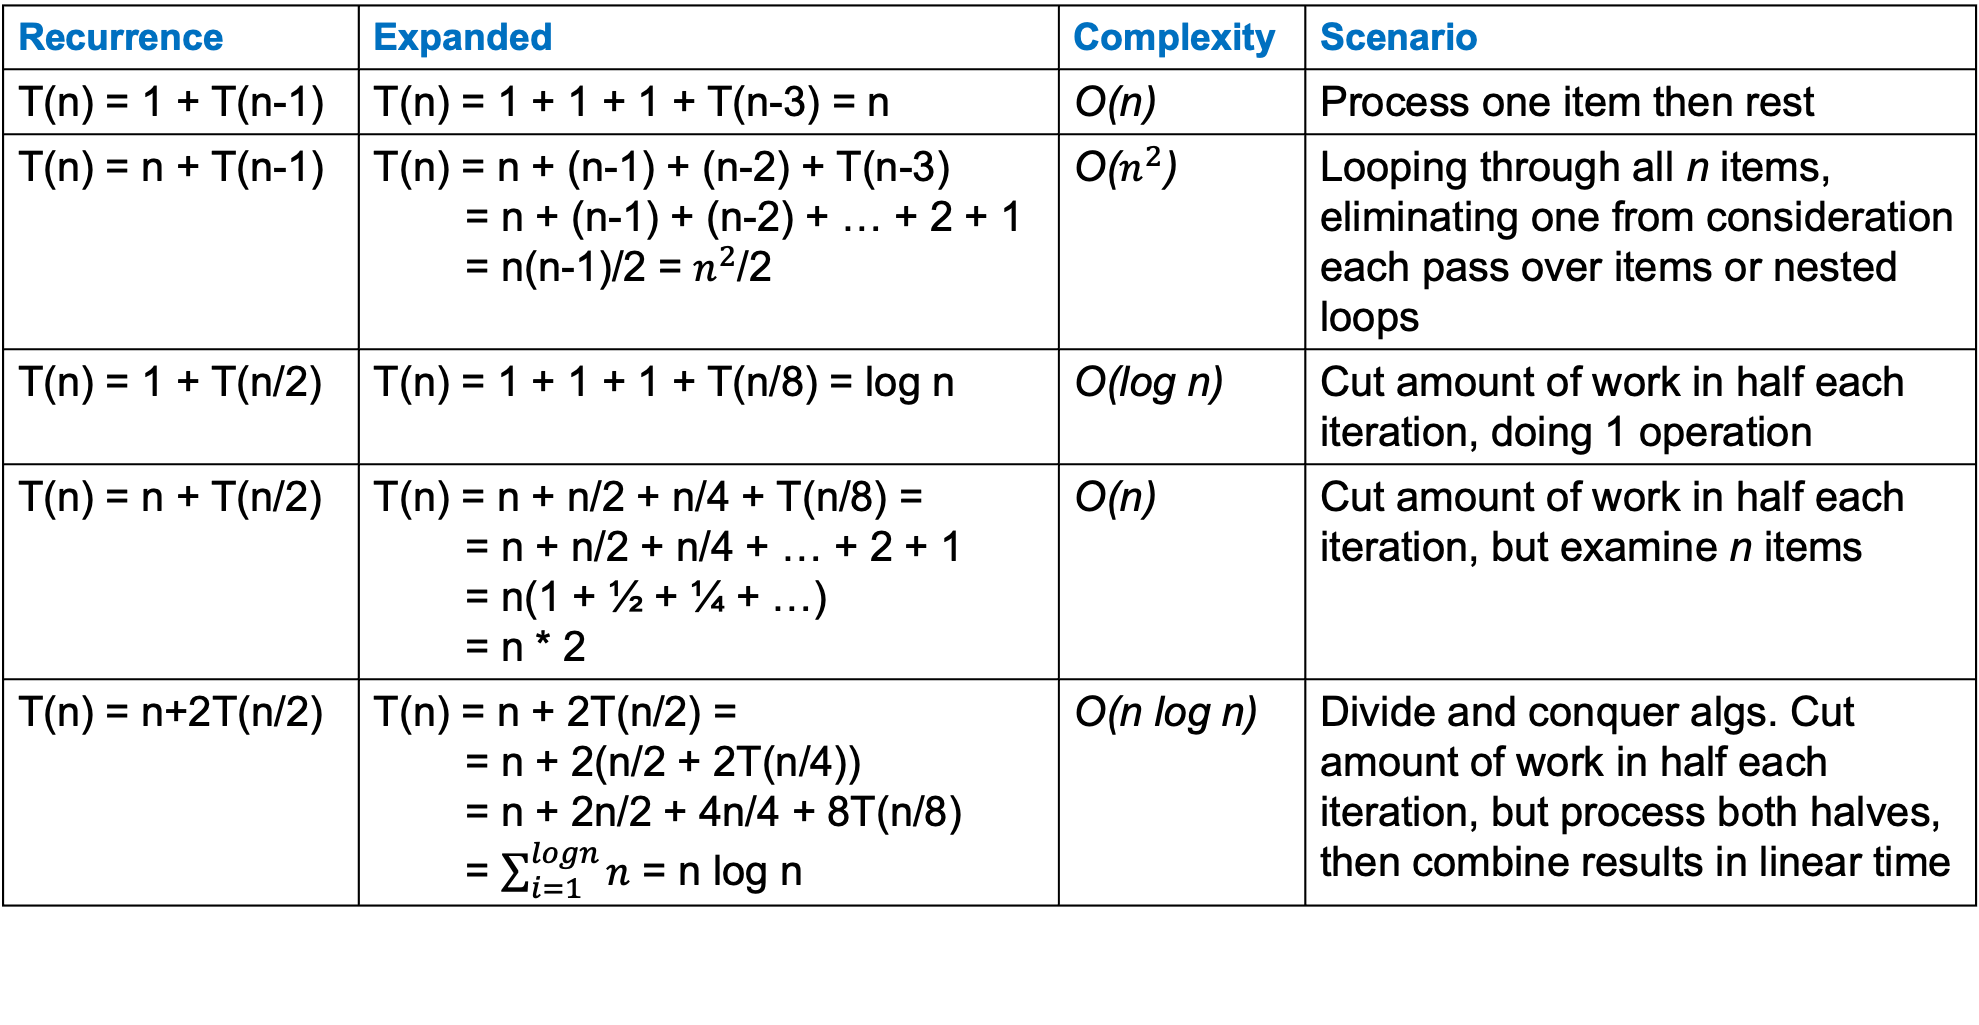 Recurrence Expanded Complexity Scenario
T(n) = 1 + T(n-1) T(n) = 1 + 1 + 1 + T(n-3) = n O(n) Process one item then rest
T(n) = n + T(n-1) T(n) = n + (n-1) + (n-2) + T(n-3) O(n²) Looping through all n items,
= n + (n-1) + (n-2) + … + 2 + 1 eliminating one from consideration
= n(n-1)/2 = n²/2 each pass over items or nested
loops
T(n) = 1 + T(n/2) T(n) = 1 + 1 + 1 + T(n/8) = log n O(log n) Cut amount of work in half each
iteration, doing 1 operation
T(n) = n + T(n/2) T(n) = n + n/2 + n/4 + T(n/8) = O(n) Cut amount of work in half each
= n + n/2 + n/4 + … + 2 + 1 iteration, but examine n items
= n(1 + ½ + ¼ + …)
= n * 2
T(n) = n+2T(n/2) T(n) = n + 2T(n/2) = O(n log n) Divide and conquer algs. Cut
= n + 2(n/2 + 2T(n/4)) amount of work in half each
= n + 2n/2 + 4n/4 + 8T(n/8) iteration, but process both halves,
= ∑_{i=1}^{logn} n = n log n then combine results in linear time